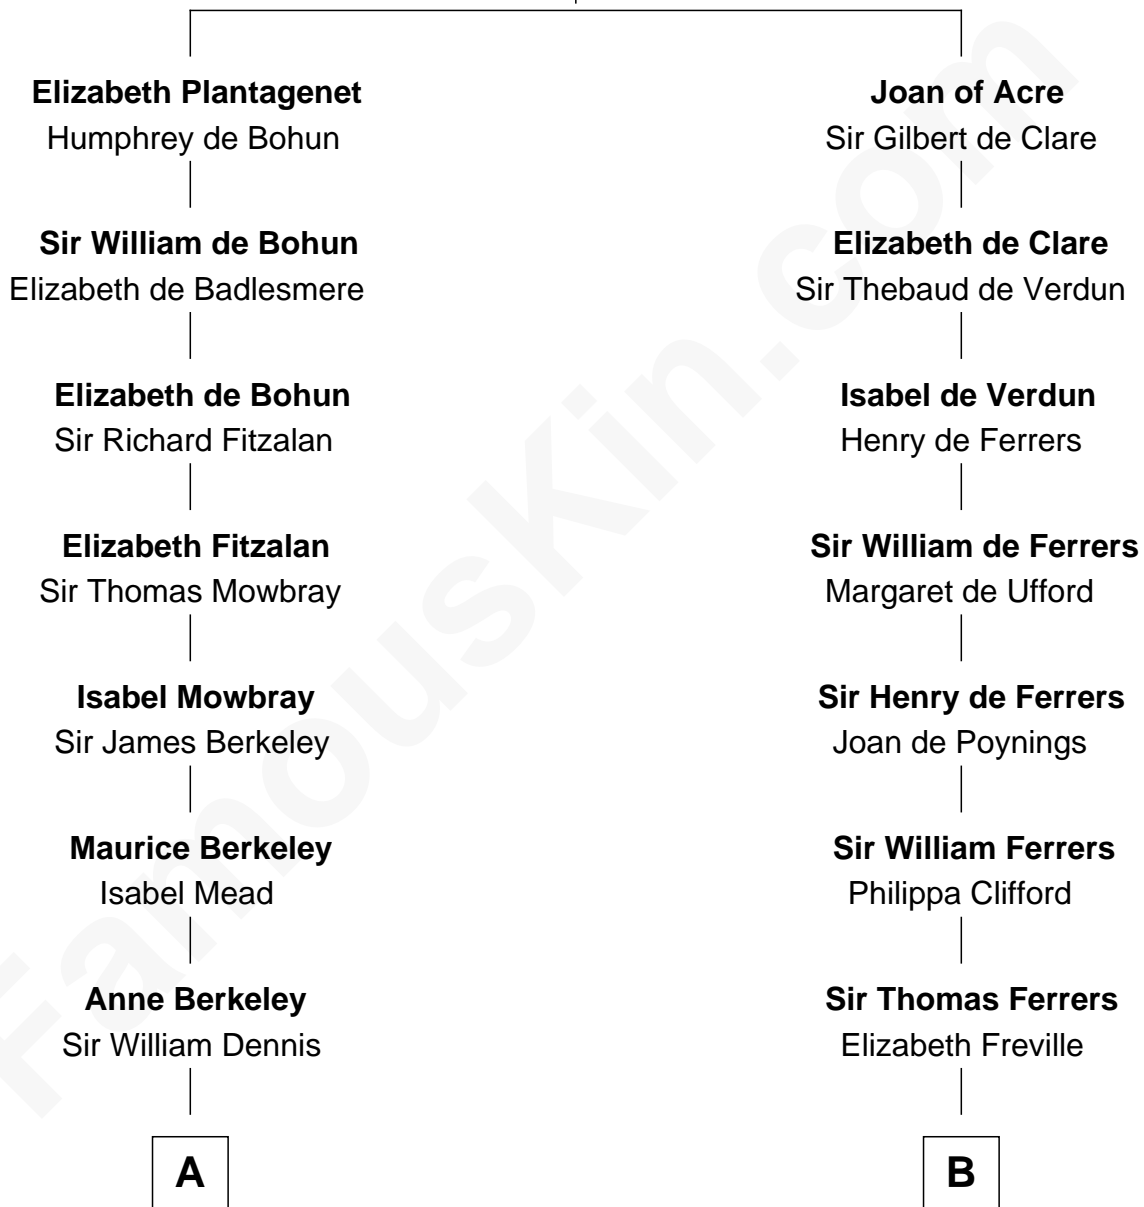 Elizabeth Plantagenet
Humphrey de Bohun
Sir William de Bohun
Elizabeth de Badlesmere
Elizabeth de Bohun
Sir Richard Fitzalan
Elizabeth Fitzalan
Sir Thomas Mowbray
Isabel Mowbray
Sir James Berkeley
Maurice Berkeley
Isabel Mead
Anne Berkeley
Sir William Dennis
A
Joan of Acre
Sir Gilbert de Clare
Elizabeth de Clare
Sir Thebaud de Verdun
Isabel de Verdun
Henry de Ferrers
Sir William de Ferrers
Margaret de Ufford
Sir Henry de Ferrers
Joan de Poynings
Sir William Ferrers
Philippa Clifford
Sir Thomas Ferrers
Elizabeth Freville
B
FamousKin.com